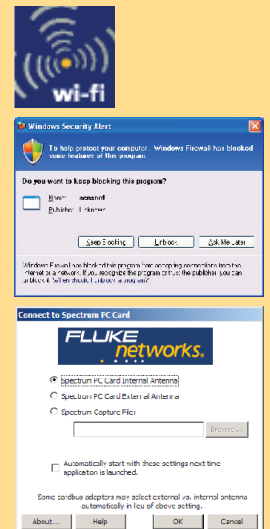 wi-fi
Windows Security Alert
To help protect your computer, Windows Firewall has blocked
some features of this program.
Do you want to keep blocking this program?
Name:
Publisher: Unknown
Keep Blocking Unblock Ask Me Later
Windows Firewall has blocked this program from accepting connections from the
Internet or a network. If you recognize the program or trust the publisher, you can
unblock it. When should I unblock a program?
Connect to Spectrum PC Card
FLUKE
networks.
Spectrum PC Card Internal Antenna
Spectrum PC Card External Antenna
Spectrum Capture File:
Browse...
Automatically start with these settings next time
application is launched.
Some cardbus adapters may select external vs. internal antenna
automatically in lieu of above setting.
About... Help OK Cancel